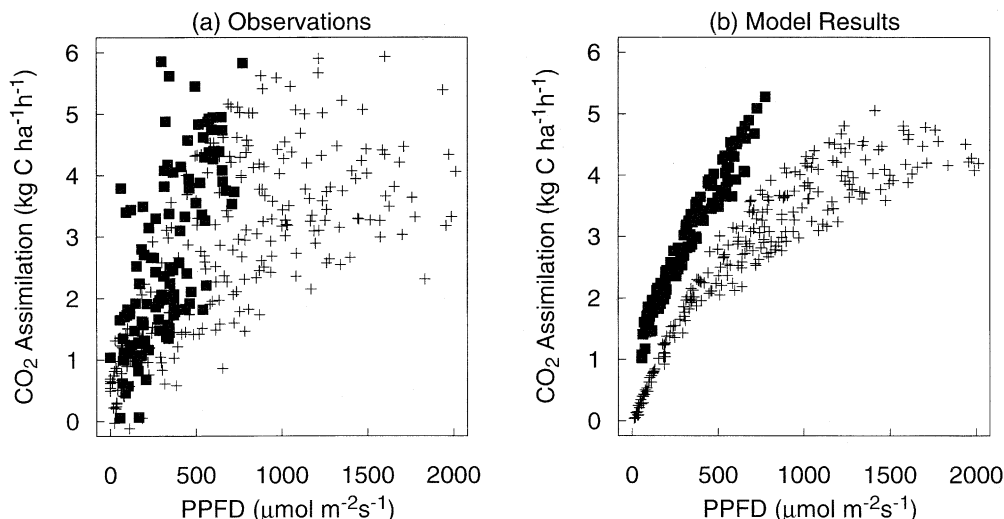 (a) Observations
(b) Model Results
CO₂ Assimilation (kg C ha⁻¹h⁻¹)
6
5
4
3
2
1
0
0 500 1000 1500 2000
PPFD (μmol m⁻²s⁻¹)
CO₂ Assimilation (kg C ha⁻¹h⁻¹)
6
5
4
3
2
1
0
0 500 1000 1500 2000
PPFD (μmol m⁻²s⁻¹)